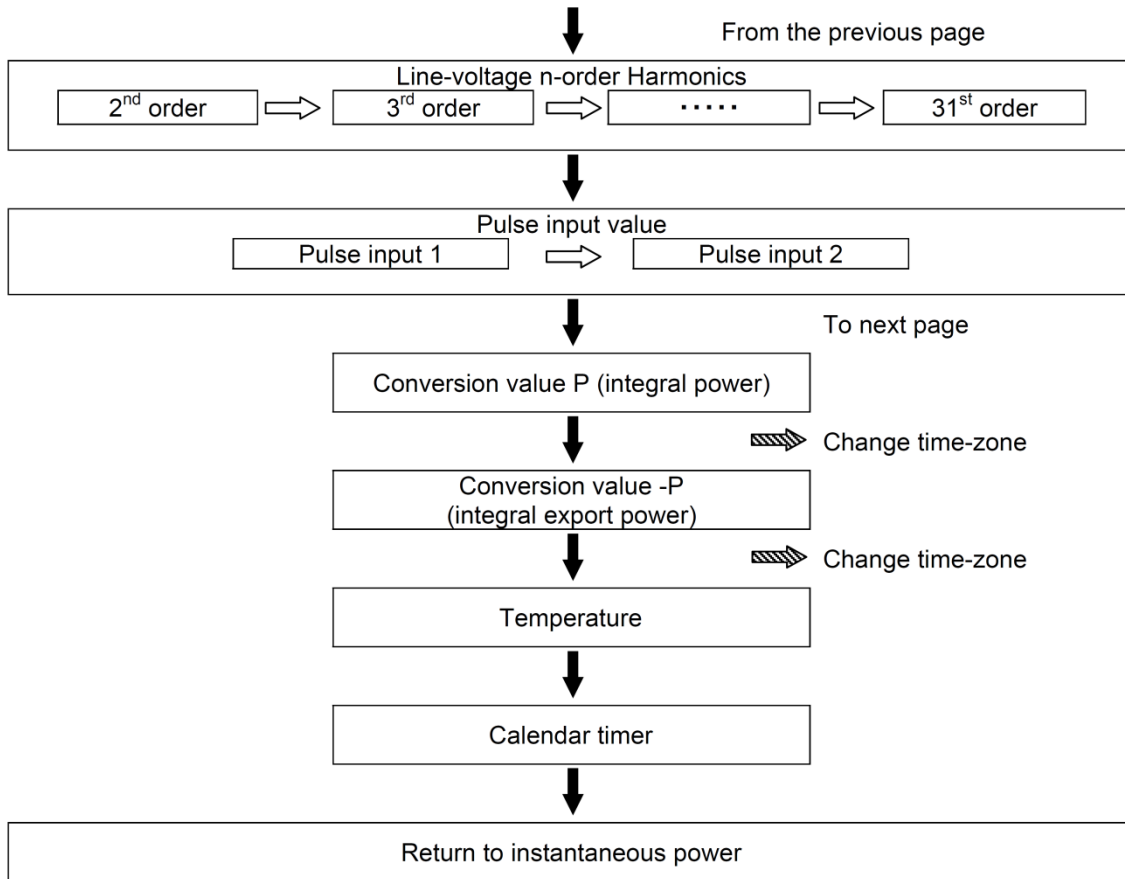 From the previous page
Line-voltage n-order Harmonics
2nd order
3rd order
.....
31st order
Pulse input value
Pulse input 1
Pulse input 2
To next page
Conversion value P (integral power)
Change time-zone
Conversion value -P
(integral export power)
Change time-zone
Temperature
Calendar timer
Return to instantaneous power